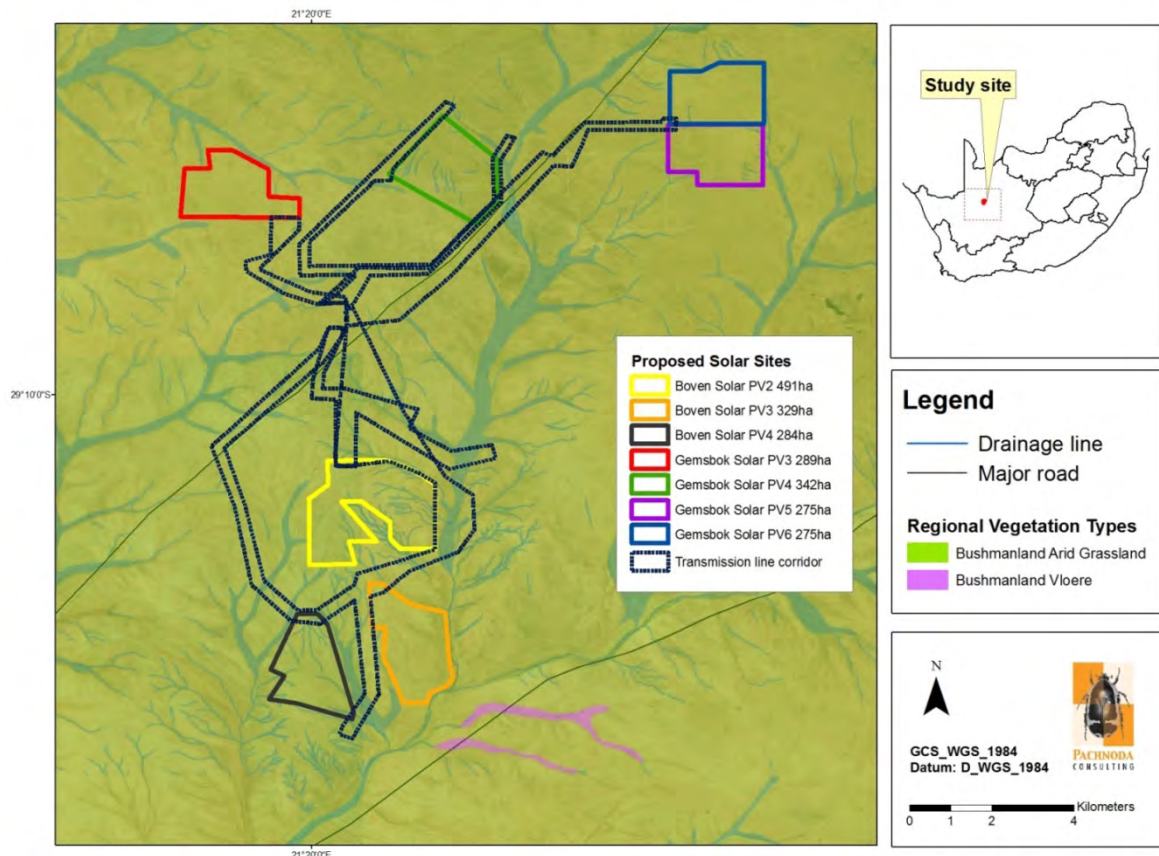 21°20'0"E
29°10'0"S
21°20'0"E
Proposed Solar Sites
Boven Solar PV2 491ha
Boven Solar PV3 329ha
Boven Solar PV4 284ha
Gemsbok Solar PV3 289ha
Gemsbok Solar PV4 342ha
Gemsbok Solar PV5 275ha
Gemsbok Solar PV6 275ha
Transmission line corridor
Study site
Legend
Drainage line
Major road
Regional Vegetation Types
Bushmanland Arid Grassland
Bushmanland Vloere
N
GCS_WGS_1984
Datum: D_WGS_1984
PACHNODA
CONSULTING
Kilometers
0 1 2 4